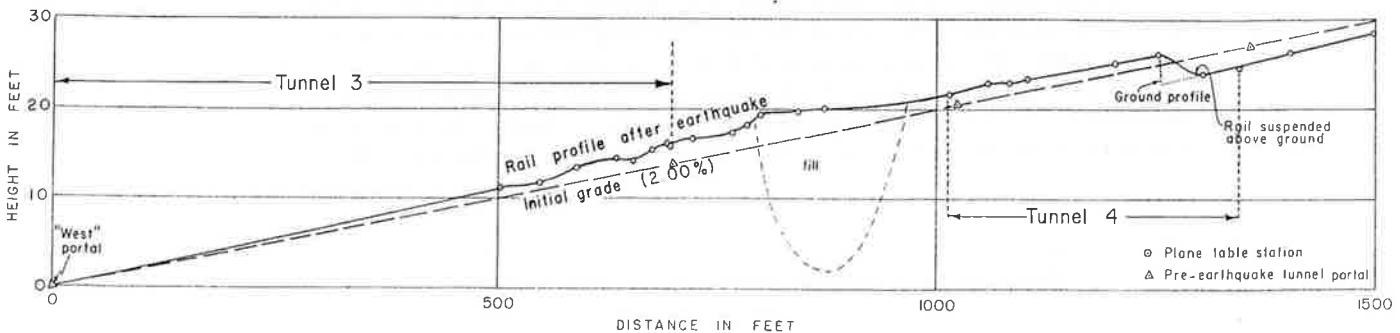 HEIGHT IN FEET
30
20
10
0
Tunnel 3
Rail profile after earthquake
Initial grade (2.00%)
"West"
portal
fill
Ground profile
Rail suspended
above ground
Tunnel 4
Plane table station
Pre-earthquake tunnel portal
0
500
1000
1500
DISTANCE IN FEET